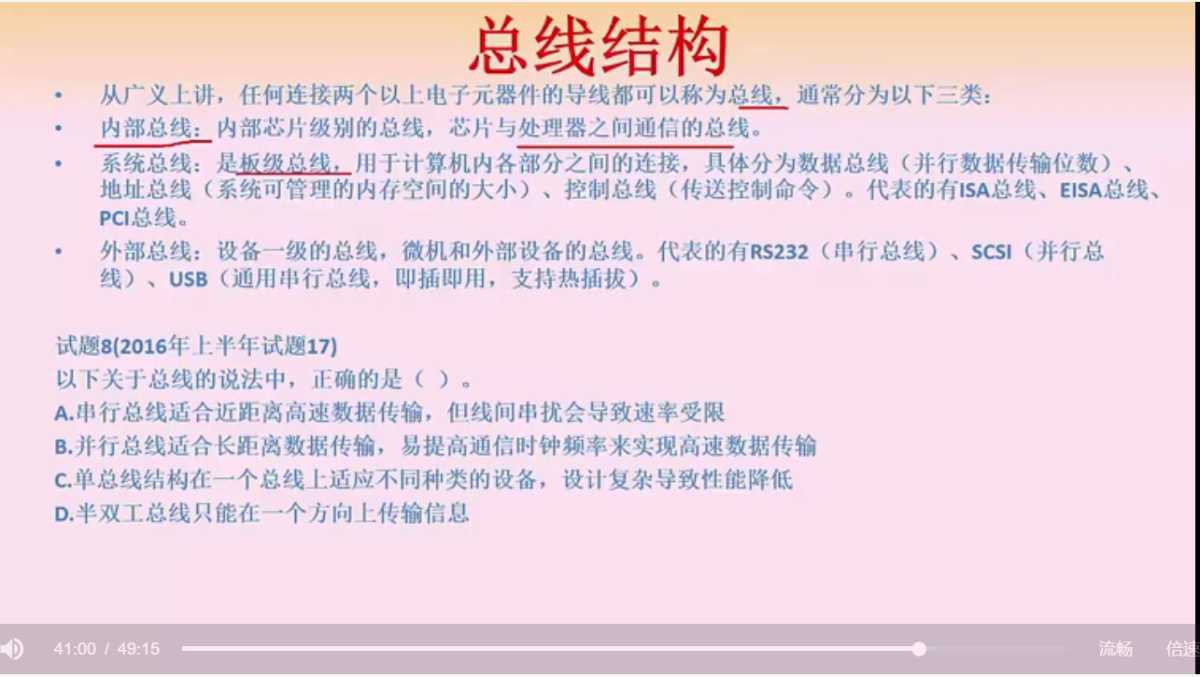 总线结构
• 从广义上讲，任何连接两个以上电子元器件的导线都可以称为总线，通常分为以下三类：
• 内部总线：内部芯片级别的总线，芯片与处理器之间通信的总线。
• 系统总线：是板级总线，用于计算机内各部分之间的连接，具体分为数据总线（并行数据传输位数）、
地址总线（系统可管理的内存空间的大小）、控制总线（传送控制命令）。代表的有ISA总线、EISA总线、
PCI总线。
• 外部总线：设备一级的总线，微机和外部设备的总线。代表的有RS232（串行总线）、SCSI（并行总
线）、USB（通用串行总线，即插即用，支持热插拔）。
试题8(2016年上半年试题17)
以下关于总线的说法中，正确的是（ ）。
A.串行总线适合近距离高速数据传输，但线间串扰会导致速率受限
B.并行总线适合长距离数据传输，易提高通信时钟频率来实现高速数据传输
C.单总线结构在一个总线上适应不同种类的设备，设计复杂导致性能降低
D.半双工总线只能在一个方向上传输信息
41:00 / 49:15 流畅 倍速